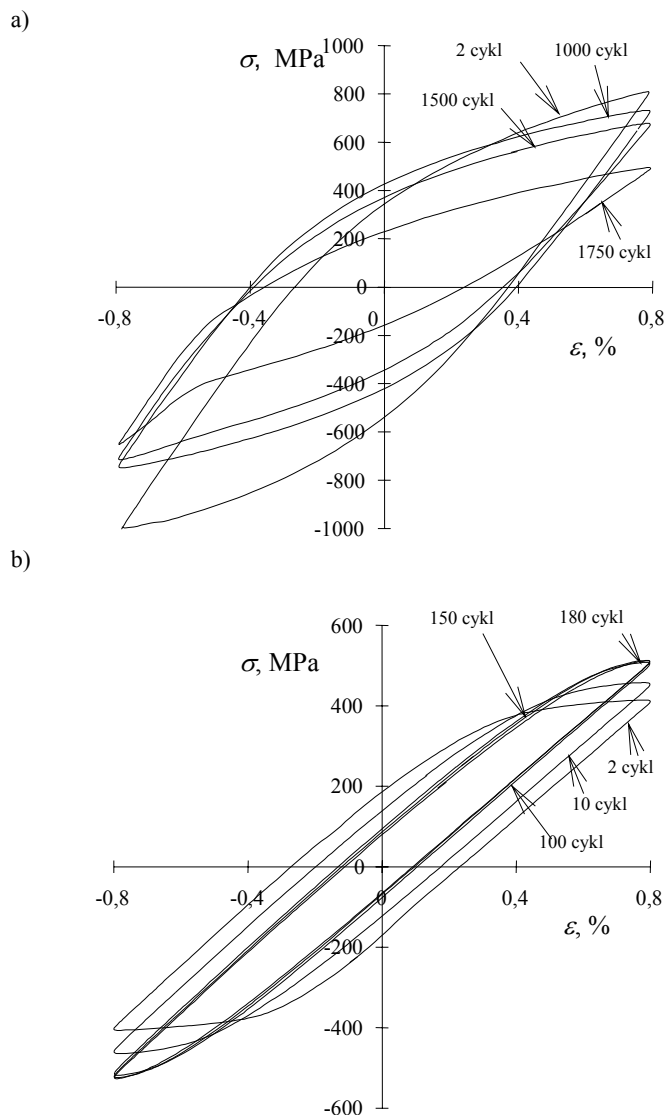 a)
σ, MPa
1000
800
600
400
200
0
-200
-400
-600
-800
-1000
-0,8
-0,4
0
0,4
0,8
ε, %
2 cykl
1000 cykl
1500 cykl
1750 cykl
b)
σ, MPa
600
400
200
0
-200
-400
-600
-0,8
-0,4
0
0,4
0,8
ε, %
150 cykl
180 cykl
2 cykl
10 cykl
100 cykl